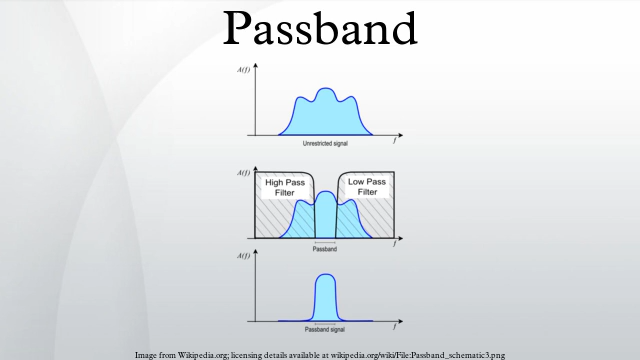 Passband
A(f)
Unrestricted signal
f
A(f)
High Pass
Filter
Low Pass
Filter
Passband
f
A(f)
Passband signal
f
Image from Wikipedia.org; licensing details available at wikipedia.org/wiki/File:Passband_schematic3.png